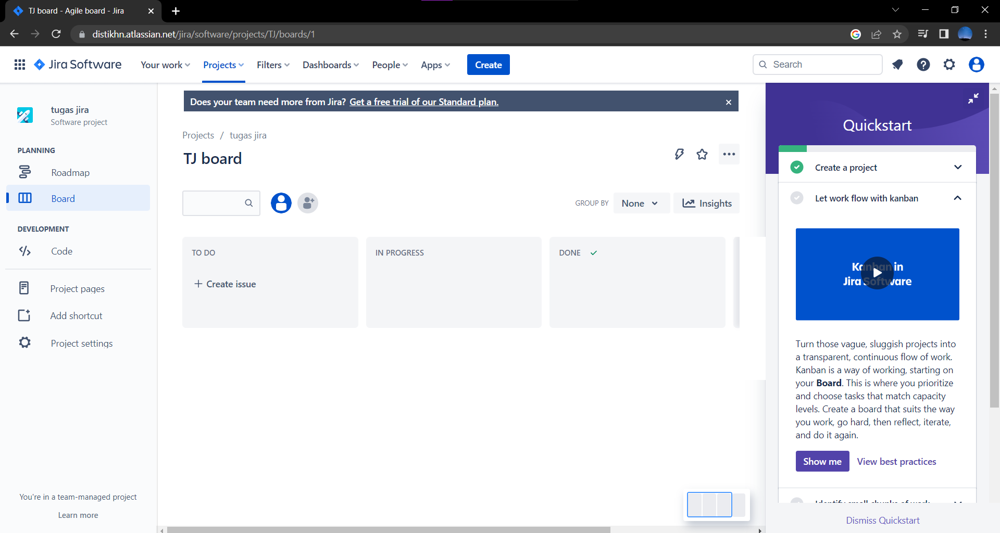 TJ board - Agile board - Jira
distikhn.atlassian.net/jira/software/projects/TJ/boards/1
Jira Software
Your work
Projects
Filters
Dashboards
People
Apps
Create
Search
tugas jira
Software project
PLANNING
Roadmap
Board
DEVELOPMENT
Code
Project pages
Add shortcut
Project settings
You're in a team-managed project
Learn more
Does your team need more from Jira? Get a free trial of our Standard plan.
Projects / tugas jira
TJ board
GROUP BY
None
Insights
TO DO
+ Create issue
IN PROGRESS
DONE
Quickstart
Create a project
Let work flow with kanban
Kanban in
Jira Software
Turn those vague, sluggish projects into
a transparent, continuous flow of work.
Kanban is a way of working, starting on
your Board. This is where you prioritize
and choose tasks that match capacity
levels. Create a board that suits the way
you work, go hard, then reflect, iterate,
and do it again.
Show me
View best practices
Identify small chunks of work
Dismiss Quickstart